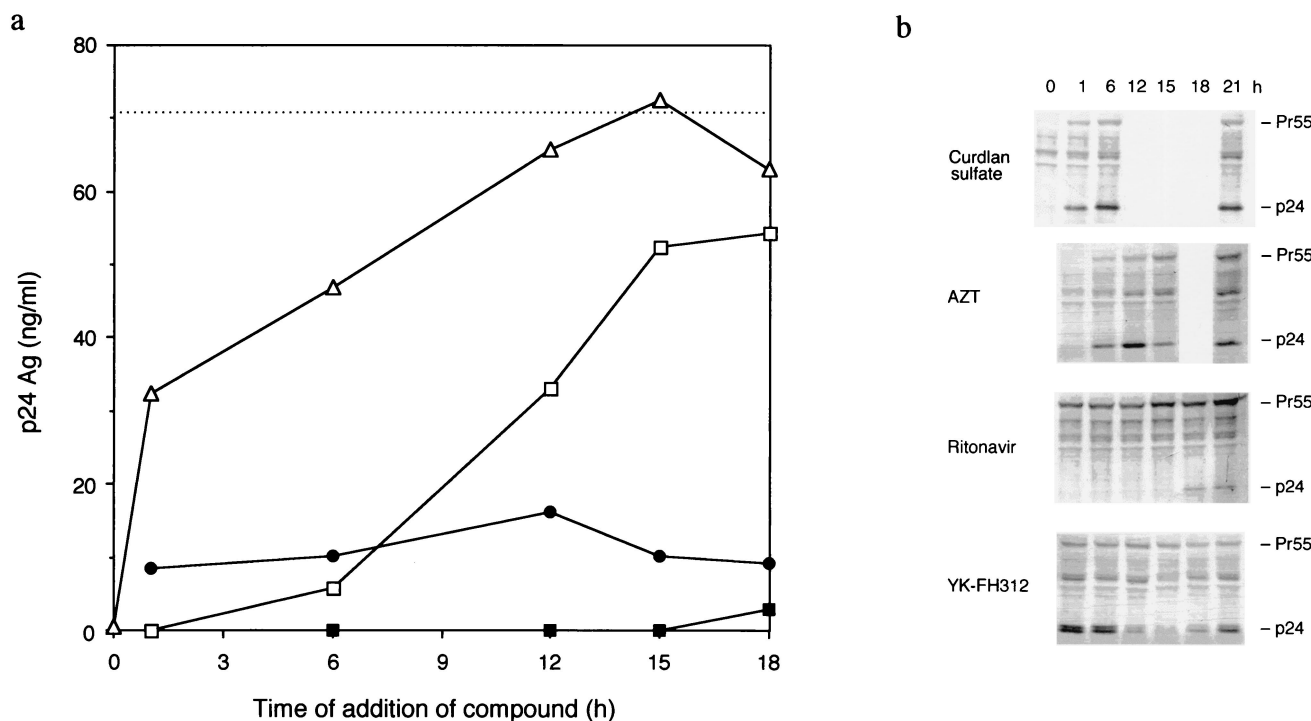 a
80
60
40
20
0
p24 Ag (ng/ml)
0 3 6 9 12 15 18
Time of addition of compound (h)
b
0 1 6 12 15 18 21 h
Curdlan
sulfate
– Pr55
– p24
AZT
– Pr55
– p24
Ritonavir
– Pr55
– p24
YK-FH312
– Pr55
– p24